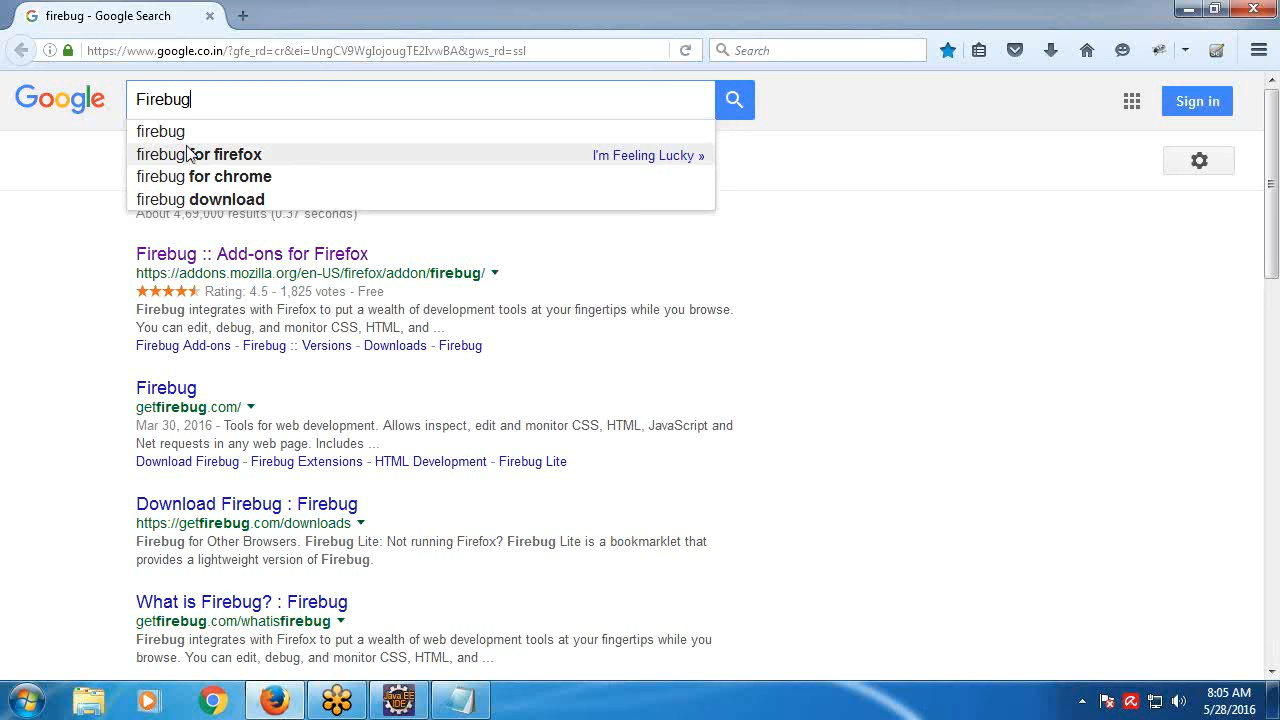 firebug - Google Search
https://www.google.co.in/?gfe_rd=cr&ei=UngCV9WgIojougTE2IvwBA&gws_rd=ssl
Search
Google
Firebug
Sign in
firebug
firebug for firefox
I'm Feeling Lucky »
firebug for chrome
firebug download
About 4,69,000 results (0.37 seconds)
Firebug :: Add-ons for Firefox
https://addons.mozilla.org/en-US/firefox/addon/firebug/
Rating: 4.5 - 1,825 votes - Free
Firebug integrates with Firefox to put a wealth of development tools at your fingertips while you browse.
You can edit, debug, and monitor CSS, HTML, and ...
Firebug Add-ons - Firebug :: Versions - Downloads - Firebug
Firebug
getfirebug.com/
Mar 30, 2016 - Tools for web development. Allows inspect, edit and monitor CSS, HTML, JavaScript and
Net requests in any web page. Includes ...
Download Firebug - Firebug Extensions - HTML Development - Firebug Lite
Download Firebug : Firebug
https://getfirebug.com/downloads
Firebug for Other Browsers. Firebug Lite: Not running Firefox? Firebug Lite is a bookmarklet that
provides a lightweight version of Firebug.
What is Firebug? : Firebug
getfirebug.com/whatisfirebug
Firebug integrates with Firefox to put a wealth of web development tools at your fingertips while you
browse. You can edit, debug, and monitor CSS, HTML, and ...
Java EE
IDE
8:05 AM
5/28/2016